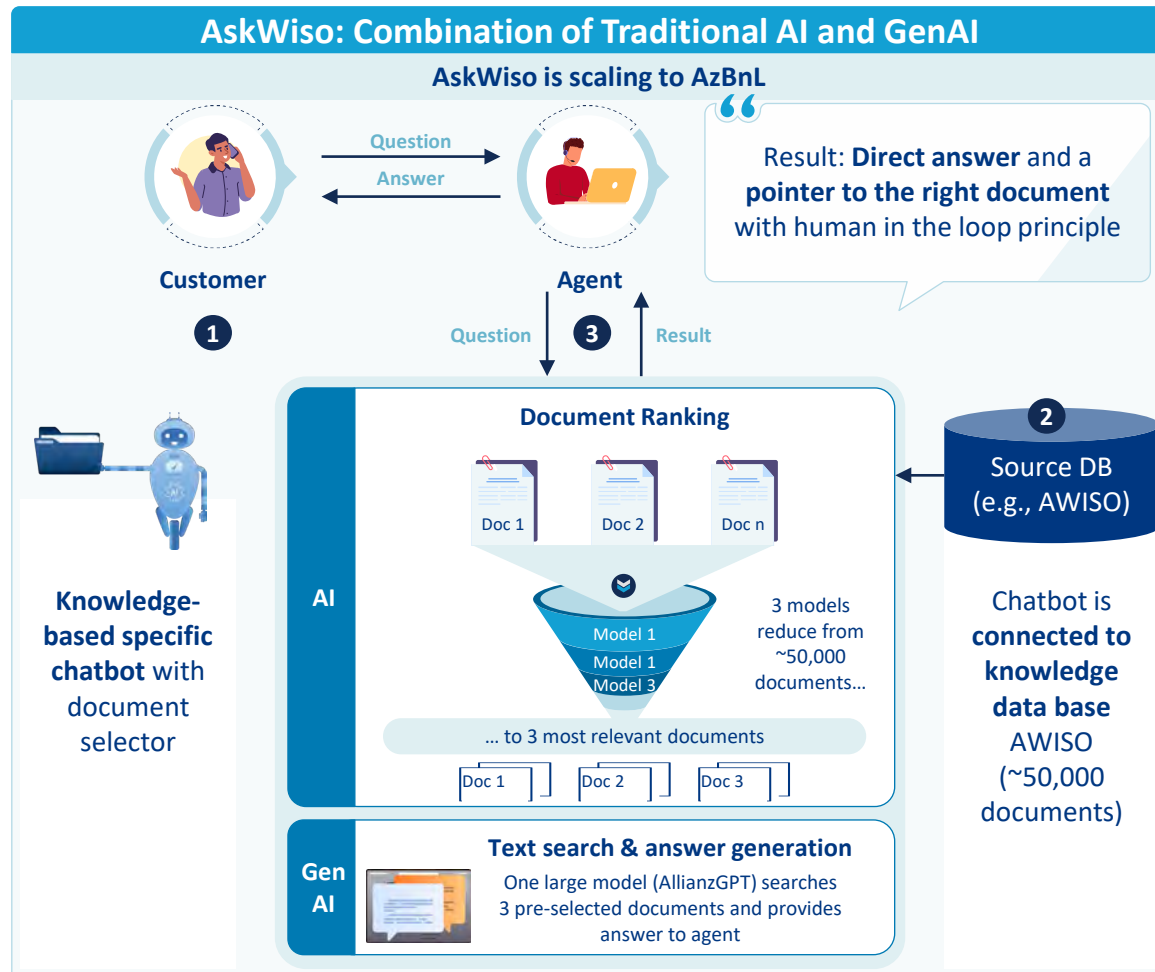 AskWiso: Combination of Traditional AI and GenAI
AskWiso is scaling to AzBnL
Question
Answer
Customer
Agent
Result: Direct answer and a
pointer to the right document
with human in the loop principle
1
Question
3
Result
Knowledge-
based specific
chatbot with
document
selector
AI
Document Ranking
Doc 1
Doc 2
Doc n
Model 1
Model 1
Model 3
3 models
reduce from
~50,000
documents...
... to 3 most relevant documents
Doc 1
Doc 2
Doc 3
Gen
AI
Text search & answer generation
One large model (AllianzGPT) searches
3 pre-selected documents and provides
answer to agent
2
Source DB
(e.g., AWISO)
Chatbot is
connected to
knowledge
data base
AWISO
(~50,000
documents)